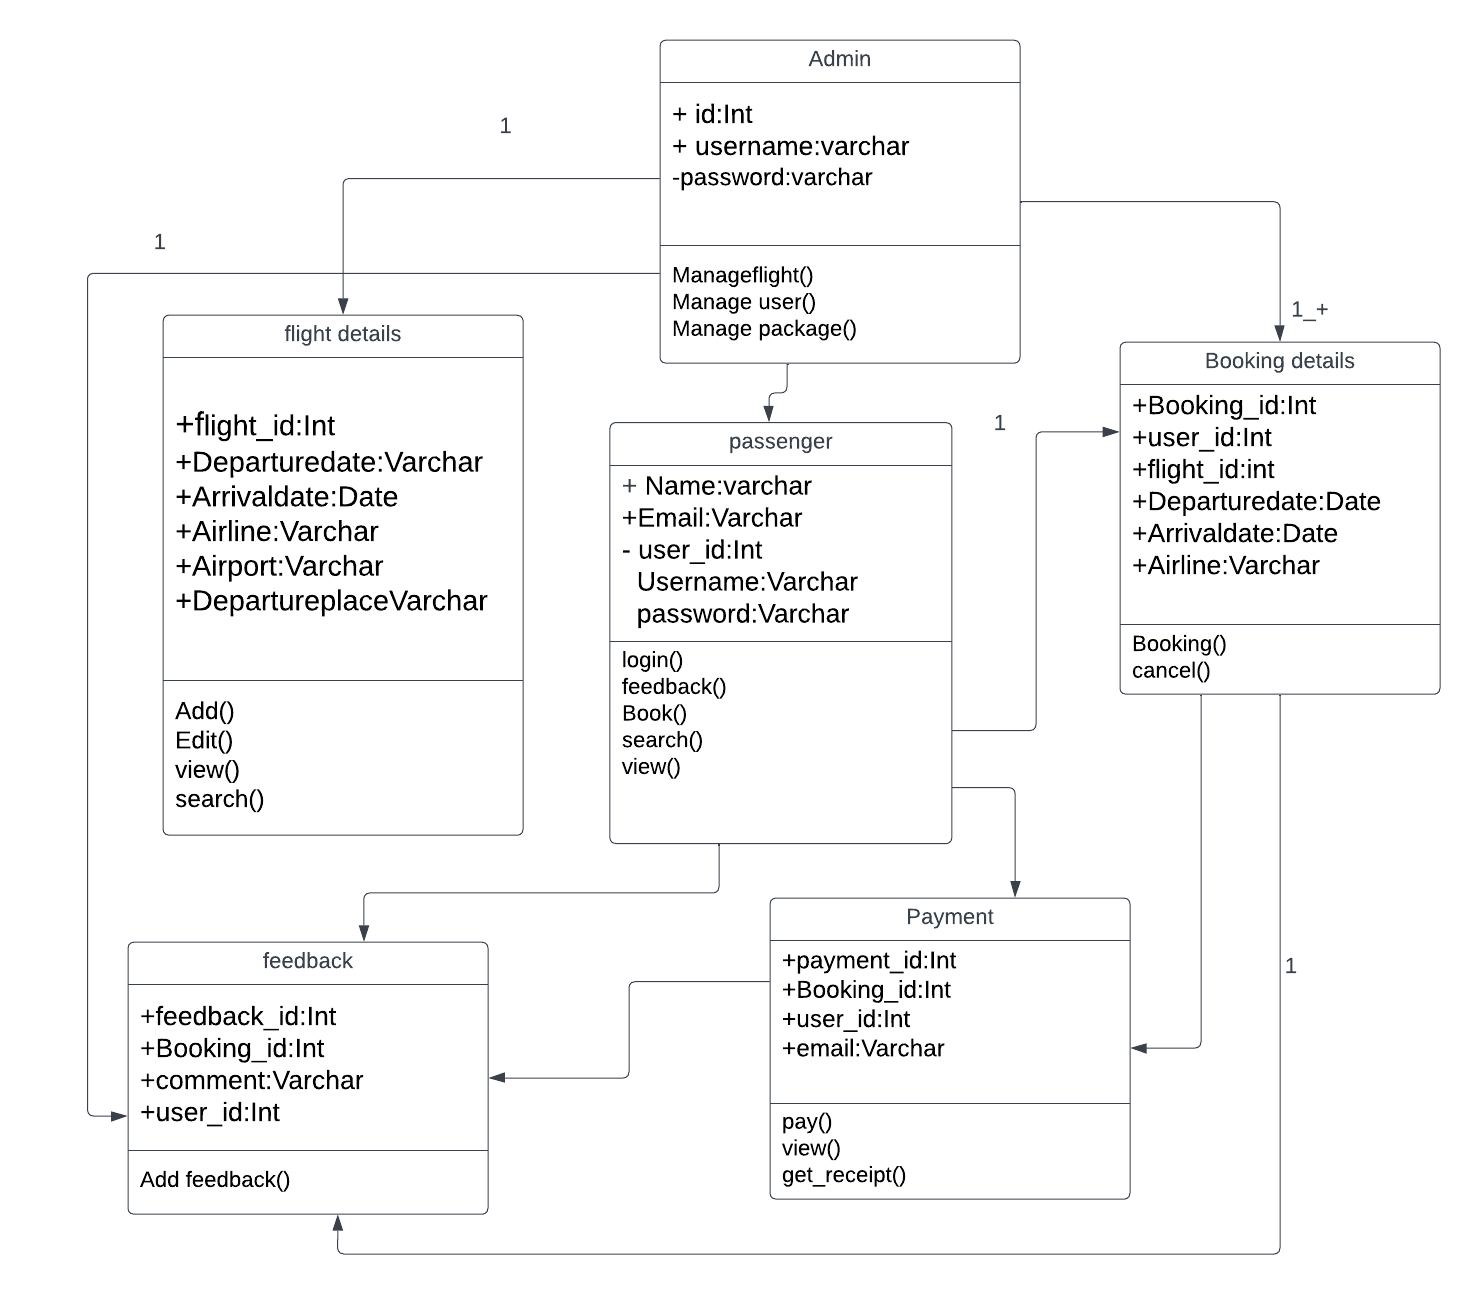 Admin
+ id:Int
+ username:varchar
-password:varchar
Manageflight()
Manage user()
Manage package()
1
1
1_+
flight details
+flight_id:Int
+Departuredate:Varchar
+Arrivaldate:Date
+Airline:Varchar
+Airport:Varchar
+DepartureplaceVarchar
Add()
Edit()
view()
search()
passenger
+ Name:varchar
+Email:Varchar
- user_id:Int
Username:Varchar
password:Varchar
login()
feedback()
Book()
search()
view()
1
Booking details
+Booking_id:Int
+user_id:Int
+flight_id:int
+Departuredate:Date
+Arrivaldate:Date
+Airline:Varchar
Booking()
cancel()
feedback
+feedback_id:Int
+Booking_id:Int
+comment:Varchar
+user_id:Int
Add feedback()
Payment
+payment_id:Int
+Booking_id:Int
+user_id:Int
+email:Varchar
pay()
view()
get_receipt()
1